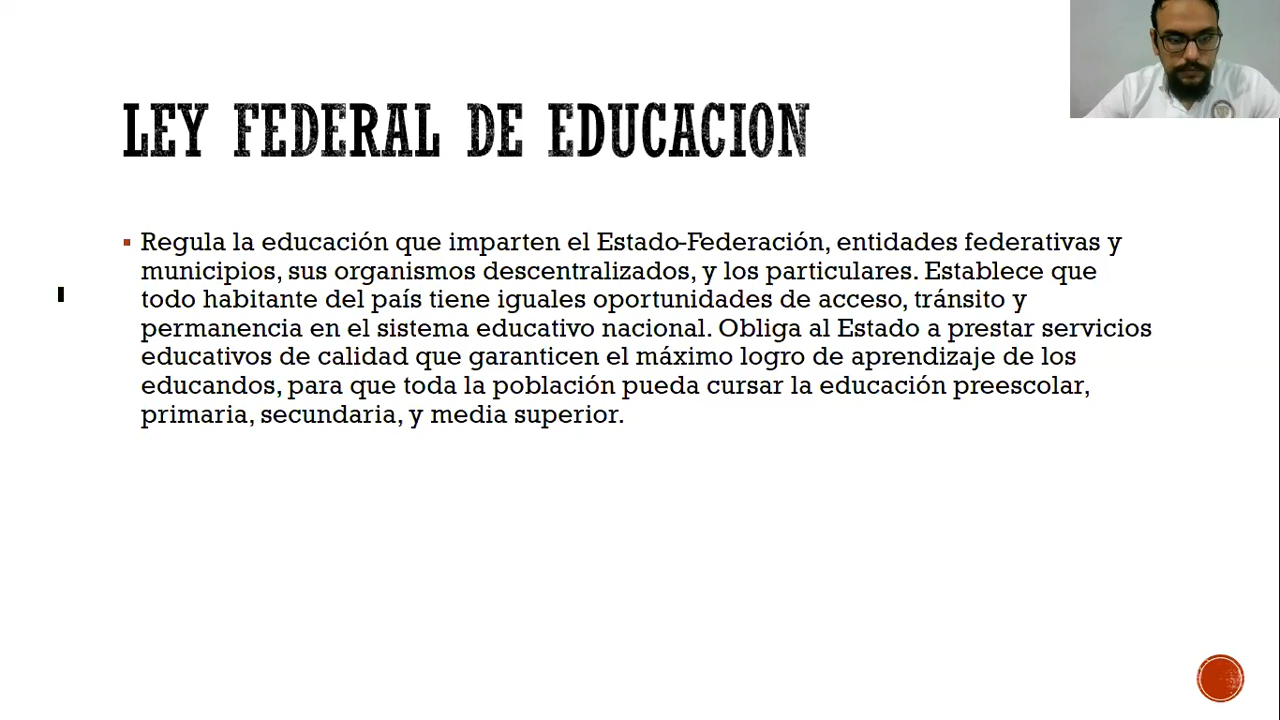 LEY FEDERAL DE EDUCACION
Regula la educación que imparten el Estado-Federación, entidades federativas y
municipios, sus organismos descentralizados, y los particulares. Establece que
todo habitante del país tiene iguales oportunidades de acceso, tránsito y
permanencia en el sistema educativo nacional. Obliga al Estado a prestar servicios
educativos de calidad que garanticen el máximo logro de aprendizaje de los
educandos, para que toda la población pueda cursar la educación preescolar,
primaria, secundaria, y media superior.